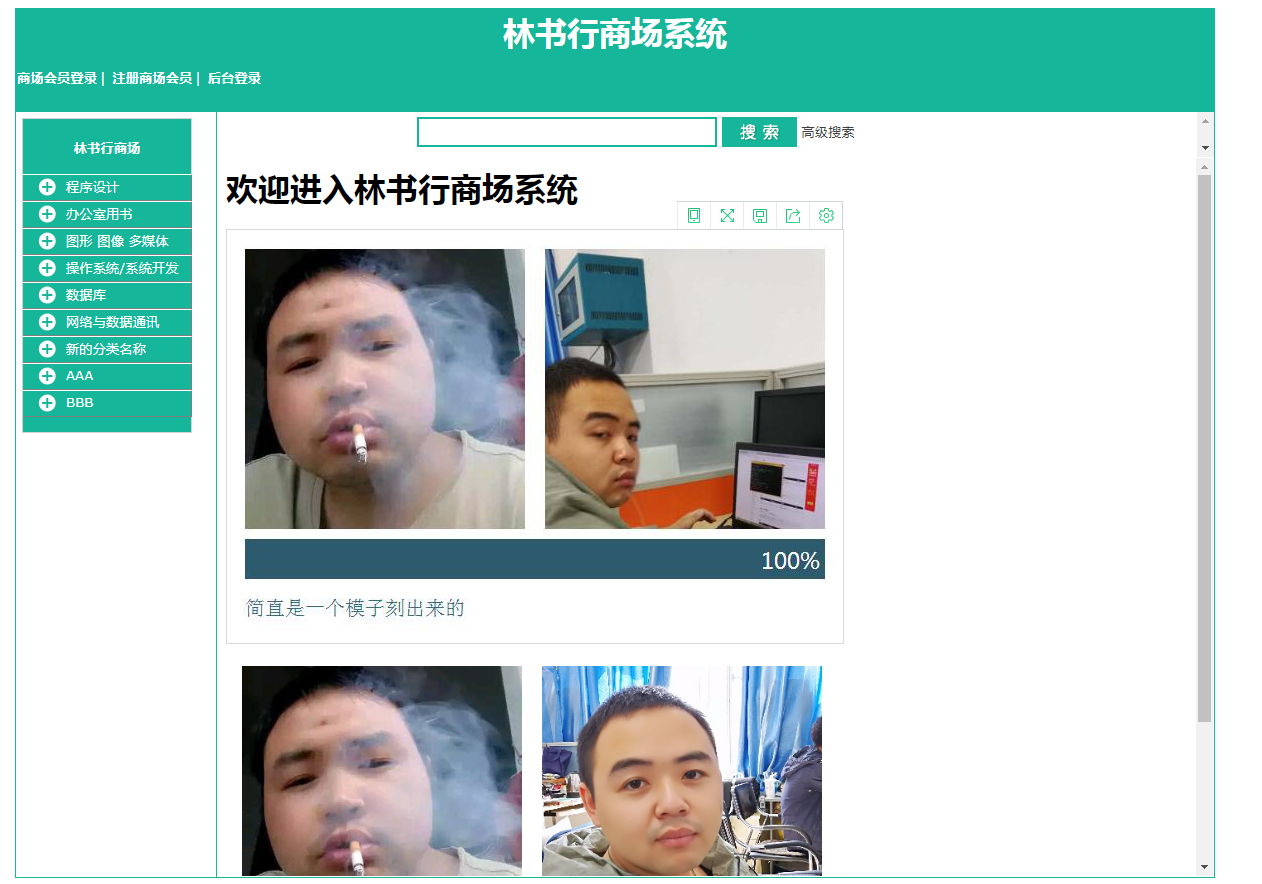 林书行商场系统
商场会员登录 | 注册商场会员 | 后台登录
林书行商场
程序设计
办公室用书
图形 图像 多媒体
操作系统/系统开发
数据库
网络与数据通讯
新的分类名称
AAA
BBB
搜 索 高级搜索
欢迎进入林书行商场系统
100%
简直是一个模子刻出来的